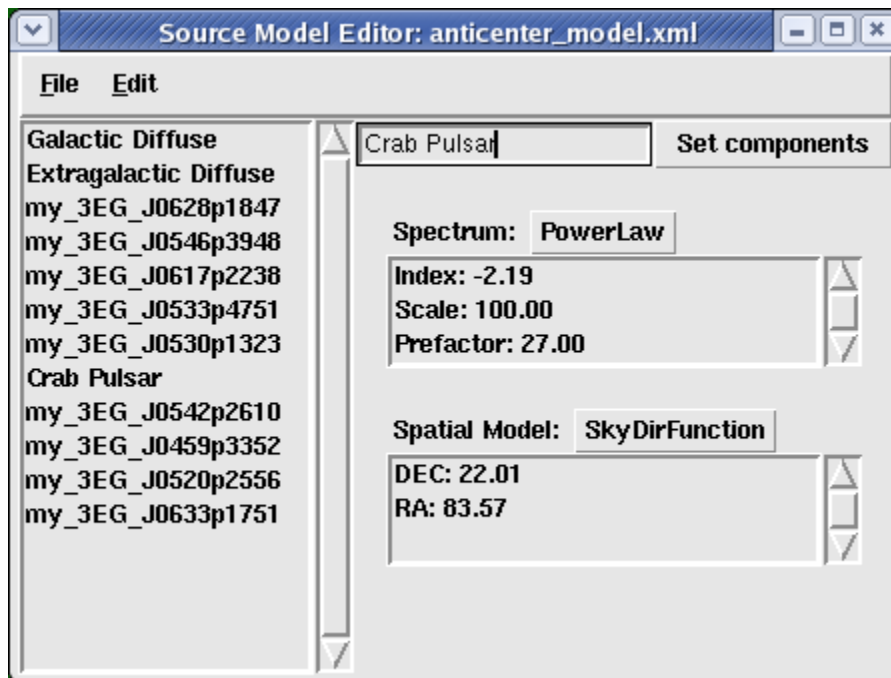 Source Model Editor: anticenter_model.xml
File Edit
Galactic Diffuse
Extragalactic Diffuse
my_3EG_J0628p1847
my_3EG_J0546p3948
my_3EG_J0617p2238
my_3EG_J0533p4751
my_3EG_J0530p1323
Crab Pulsar
my_3EG_J0542p2610
my_3EG_J0459p3352
my_3EG_J0520p2556
my_3EG_J0633p1751
Crab Pulsar Set components
Spectrum: PowerLaw
Index: -2.19
Scale: 100.00
Prefactor: 27.00
Spatial Model: SkyDirFunction
DEC: 22.01
RA: 83.57